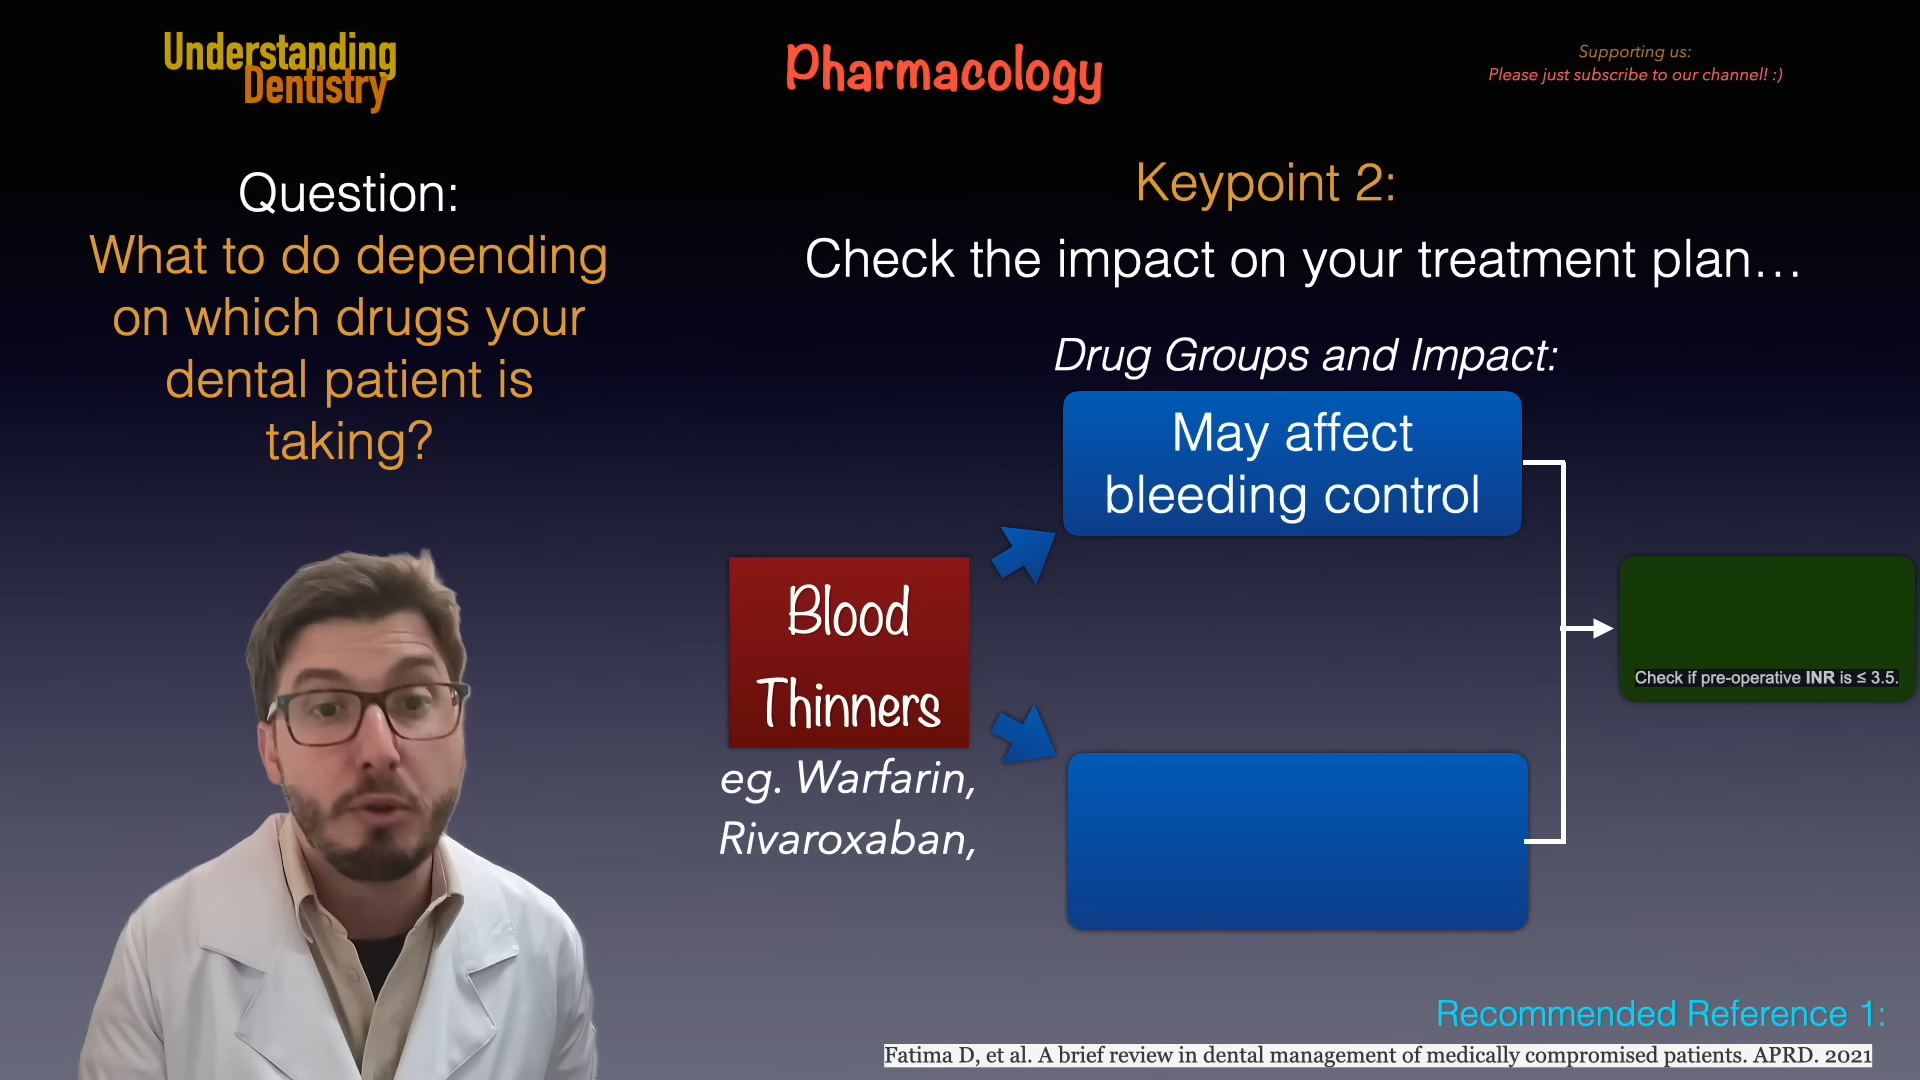 Understanding
Dentistry
Pharmacology
Supporting us:
Please just subscribe to our channel! :)
Question:
What to do depending
on which drugs your
dental patient is
taking?
Keypoint 2:
Check the impact on your treatment plan…
Drug Groups and Impact:
May affect
bleeding control
Blood
Thinners
eg. Warfarin,
Rivaroxaban,
Check if pre-operative INR is ≤ 3.5.
Recommended Reference 1:
Fatima D, et al. A brief review in dental management of medically compromised patients. APRD. 2021